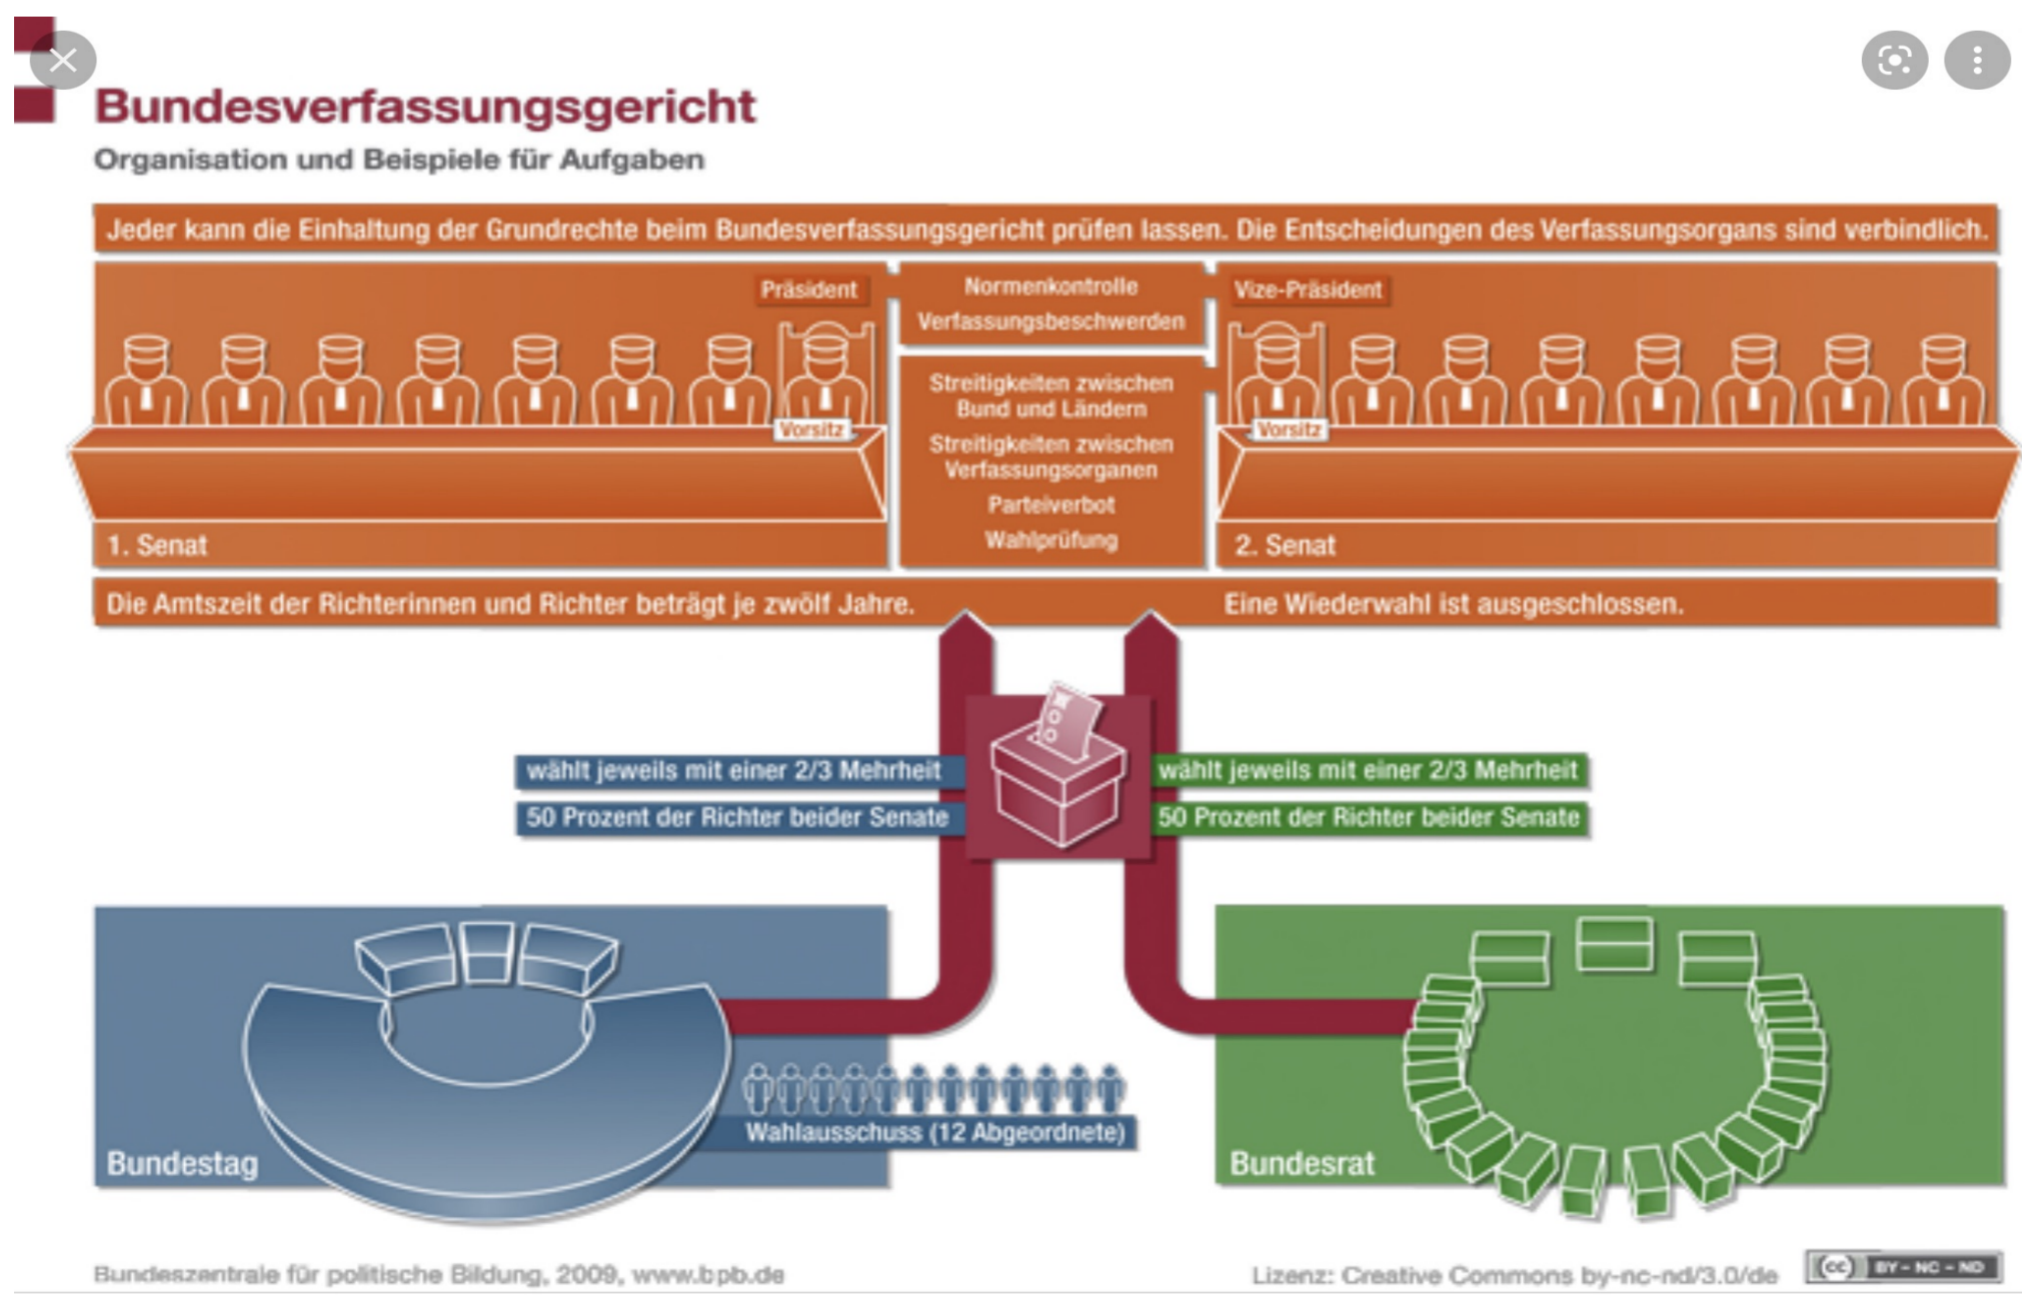 Bundesverfassungsgericht
Organisation und Beispiele für Aufgaben
Jeder kann die Einhaltung der Grundrechte beim Bundesverfassungsgericht prüfen lassen. Die Entscheidungen des Verfassungsorgans sind verbindlich.
Präsident
Vorsitz
1. Senat
Normenkontrolle
Verfassungsbeschwerden
Streitigkeiten zwischen
Bund und Ländern
Streitigkeiten zwischen
Verfassungsorganen
Parteiverbot
Wahlprüfung
Vize-Präsident
Vorsitz
2. Senat
Die Amtszeit der Richterinnen und Richter beträgt je zwölf Jahre. Eine Wiederwahl ist ausgeschlossen.
wählt jeweils mit einer 2/3 Mehrheit
50 Prozent der Richter beider Senate
wählt jeweils mit einer 2/3 Mehrheit
50 Prozent der Richter beider Senate
Wahlausschuss (12 Abgeordnete)
Bundestag
Bundesrat
Bundeszentrale für politische Bildung, 2009, www.bpb.de
Lizenz: Creative Commons by-nc-nd/3.0/de
cc BY - NC - ND